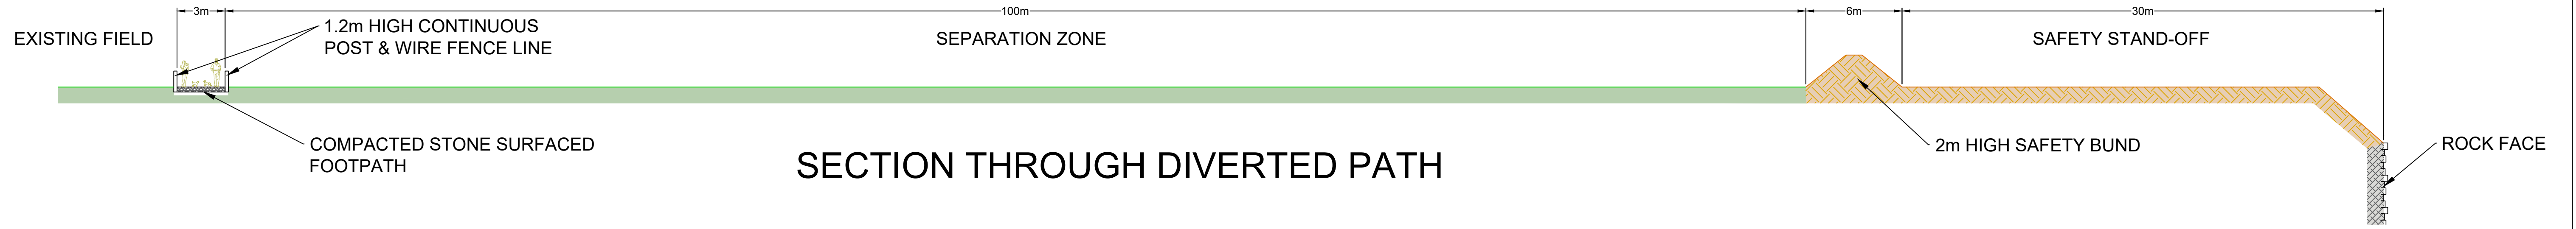 3m
100m
6m
30m
EXISTING FIELD
1.2m HIGH CONTINUOUS
POST & WIRE FENCE LINE
SEPARATION ZONE
SAFETY STAND-OFF
COMPACTED STONE SURFACED
FOOTPATH
SECTION THROUGH DIVERTED PATH
2m HIGH SAFETY BUND
ROCK FACE